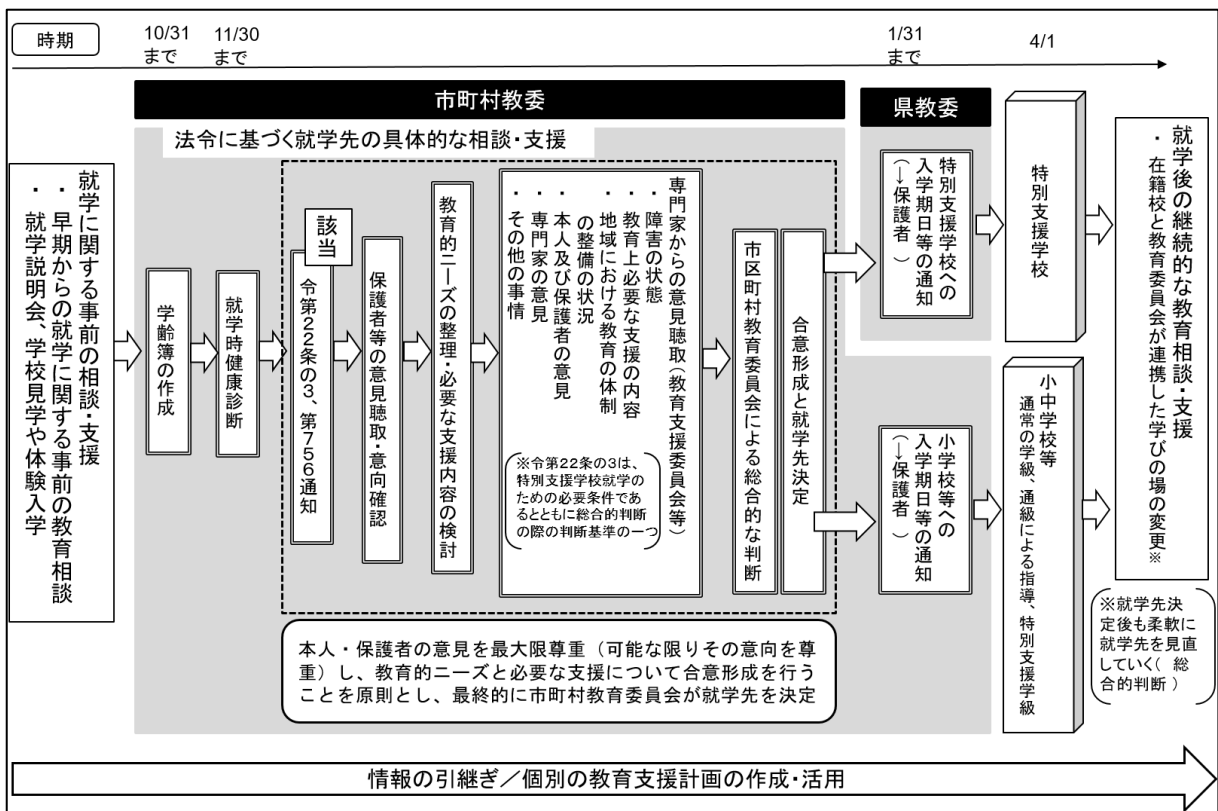 時期
10/31
まで
11/30
まで
1/31
まで
4/1
市町村教委
県教委
法令に基づく就学先の具体的な相談・支援
就学に関する事前の相談・支援
・ 早期からの就学に関する事前の教育相談
・ 就学説明会、学校見学や体験入学
学齢簿の作成
就学時健康診断
該当
令第22条の3、第756通知
保護者等の意見聴取・意向確認
教育的ニーズの整理・必要な支援内容の検討
専門家からの意見聴取(教育支援委員会等)
・ 障害の状態
・ 教育上必要な支援の内容
・ 地域における教育の体制
の整備の状況
・ 本人及び保護者の意見
・ 専門家の意見
・ その他の事情
※令第22条の3は、
特別支援学校就学の
ための必要条件であ
るとともに総合的判断
の際の判断基準の一つ
市区町村教育委員会による総合的な判断
合意形成と就学先決定
特別支援学校への
入学期日等の通知
(→保護者 )
小学校等への
入学期日等の通知
(→保護者 )
特別支援学校
小中学校等
通常の学級、通級による指導、特別支援学級
就学後の継続的な教育相談・支援
・ 在籍校と教育委員会が連携した学びの場の変更※
※就学先決
定後も柔軟に
就学先を見直
していく( 総
合的判断 )
本人・保護者の意見を最大限尊重(可能な限りその意向を尊
重)し、教育的ニーズと必要な支援について合意形成を行う
ことを原則とし、最終的に市町村教育委員会が就学先を決定
情報の引継ぎ/個別の教育支援計画の作成・活用